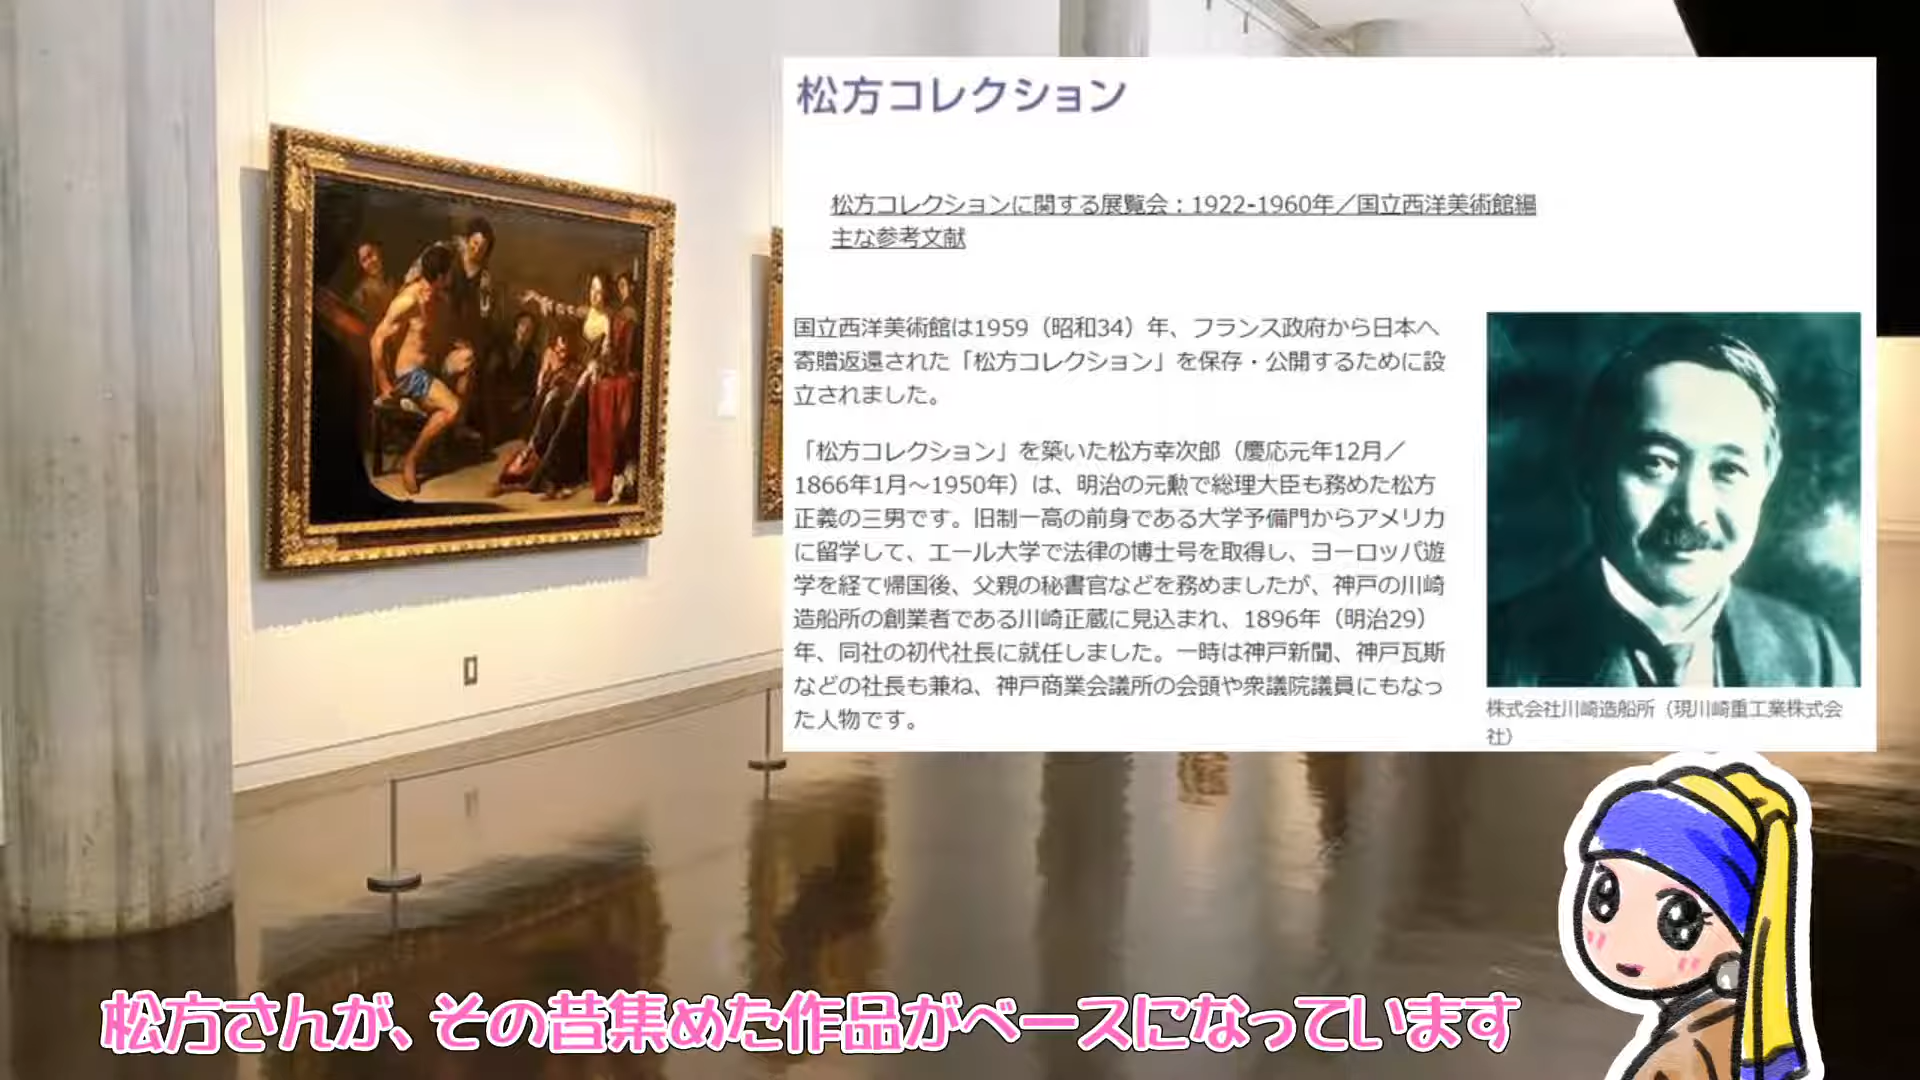 松方コレクション
松方コレクションに関する展覧会：1922-1960年／国立西洋美術館編
主な参考文献
国立西洋美術館は1959（昭和34）年、フランス政府から日本へ
寄贈返還された「松方コレクション」を保存・公開するために設
立されました。
「松方コレクション」を築いた松方幸次郎（慶応元年12月／
1866年1月～1950年）は、明治の元勲で総理大臣も務めた松方
正義の三男です。旧制一高の前身である大学予備門からアメリカ
に留学して、エール大学で法律の博士号を取得し、ヨーロッパ遊
学を経て帰国後、父親の秘書官などを務めましたが、神戸の川崎
造船所の創業者である川崎正蔵に見込まれ、1896年（明治29）
年、同社の初代社長に就任しました。一時は神戸新聞、神戸瓦斯
などの社長も兼ね、神戸商業会議所の会頭や衆議院議員にもなっ
た人物です。
株式会社川崎造船所（現川崎重工業株式会
社）
松方さんが、その昔集めた作品がベースになっています